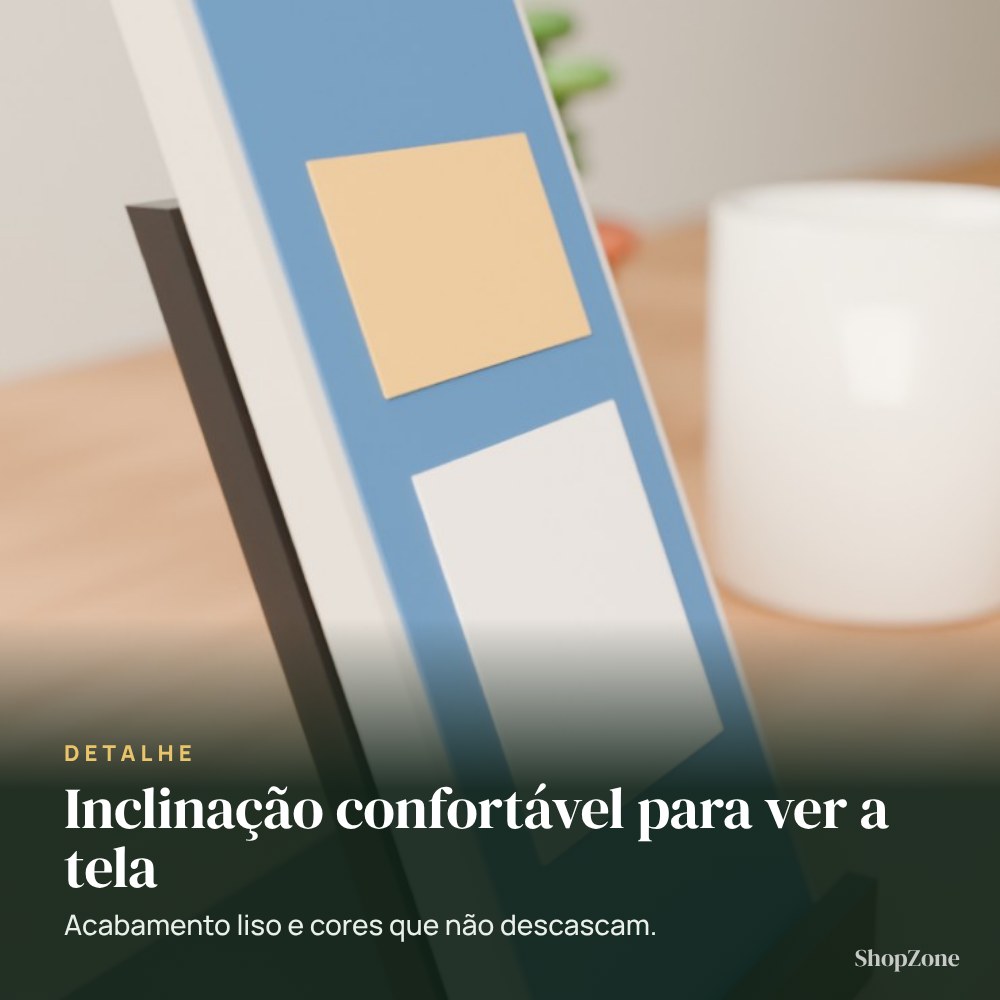 DETALHE
Inclinação confortável para ver a
tela
Acabamento liso e cores que não descascam.
ShopZone